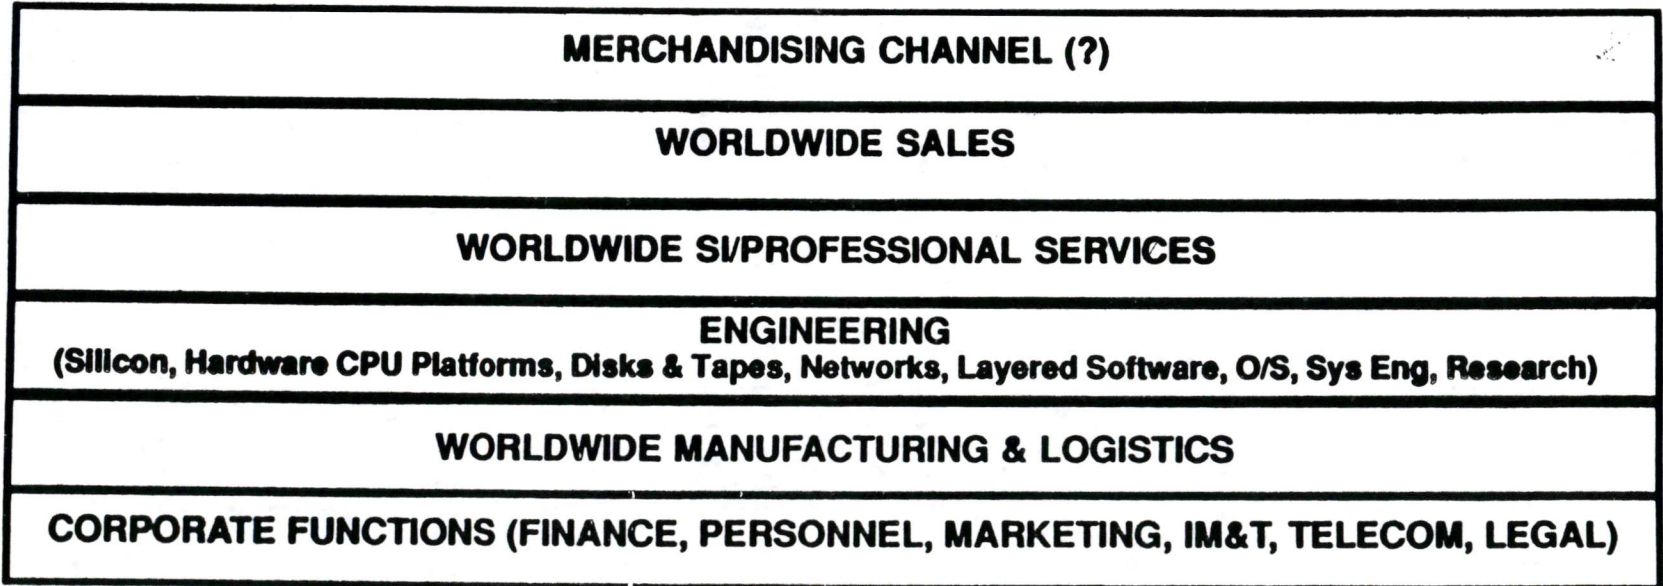 MERCHANDISING CHANNEL (?)
WORLDWIDE SALES
WORLDWIDE SI/PROFESSIONAL SERVICES
ENGINEERING
(Silicon, Hardware CPU Platforms, Disks & Tapes, Networks, Layered Software, O/S, Sys Eng, Research)
WORLDWIDE MANUFACTURING & LOGISTICS
CORPORATE FUNCTIONS (FINANCE, PERSONNEL, MARKETING, IM&T, TELECOM, LEGAL)